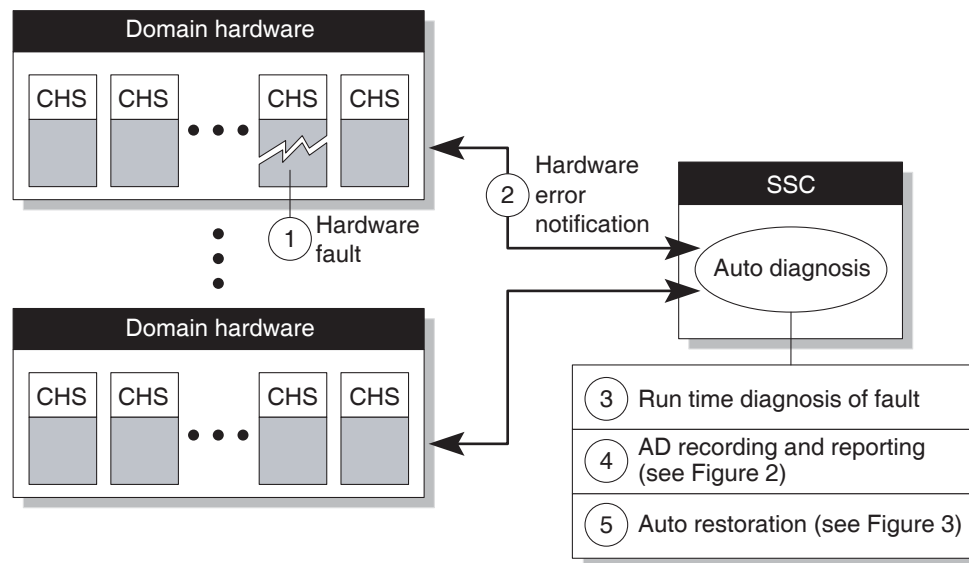 Domain hardware
CHS CHS CHS CHS
1 Hardware
fault
2 Hardware
error
notification
SSC
Auto diagnosis
Domain hardware
CHS CHS CHS CHS
3 Run time diagnosis of fault
4 AD recording and reporting
(see Figure 2)
5 Auto restoration (see Figure 3)